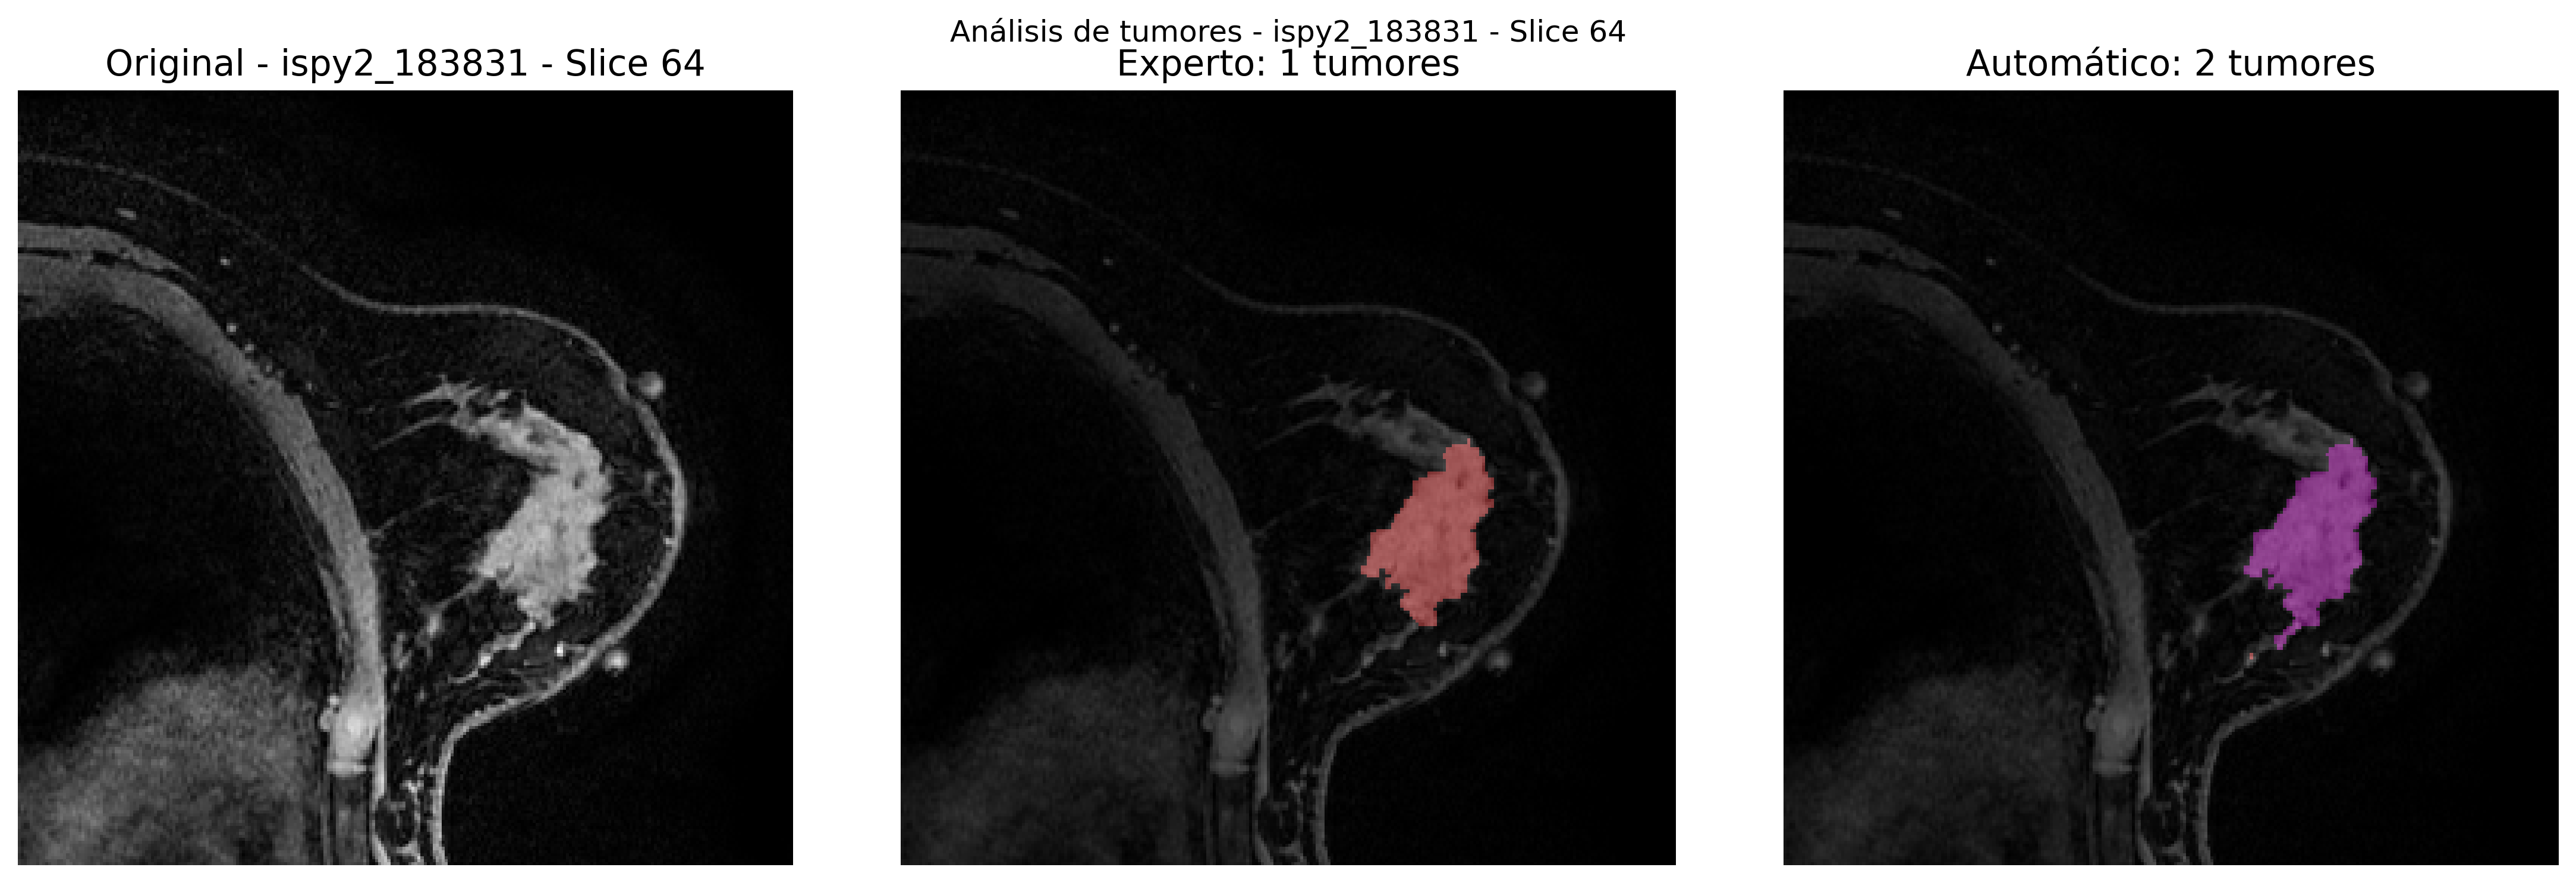 Análisis de tumores - ispy2_183831 - Slice 64
Original - ispy2_183831 - Slice 64
Experto: 1 tumores
Automático: 2 tumores